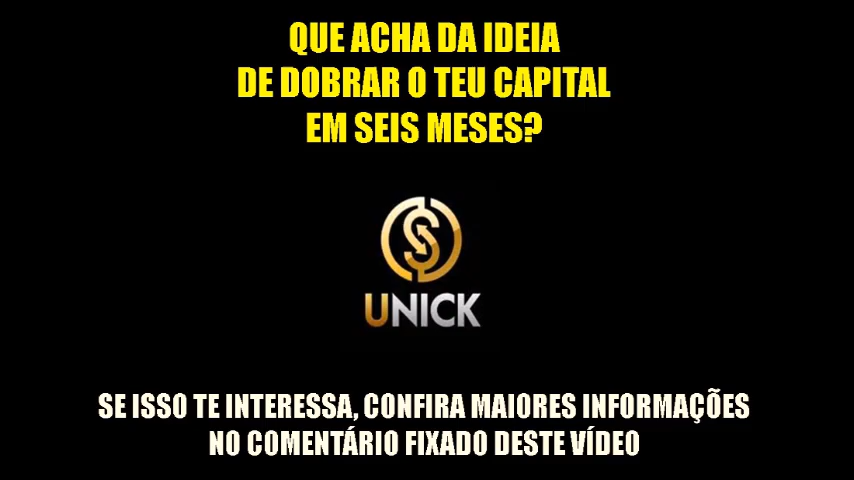 QUE ACHA DA IDEIA
DE DOBRAR O TEU CAPITAL
EM SEIS MESES?
UNICK
SE ISSO TE INTERESSA, CONFIRA MAIORES INFORMAÇÕES
NO COMENTÁRIO FIXADO DESTE VÍDEO